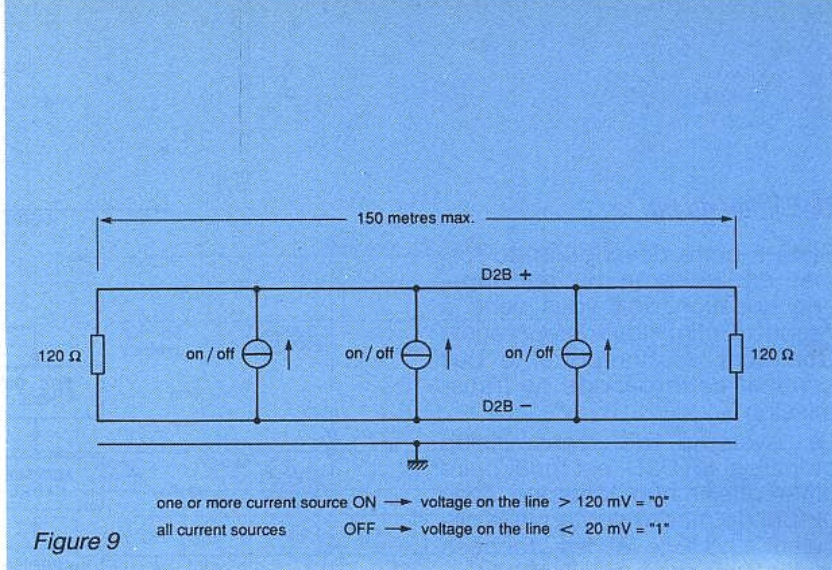 150 metres max.
D2B +
120 Ω
on / off
on / off
on / off
120 Ω
D2B −
one or more current source ON → voltage on the line > 120 mV = "0"
all current sources OFF → voltage on the line < 20 mV = "1"
Figure 9